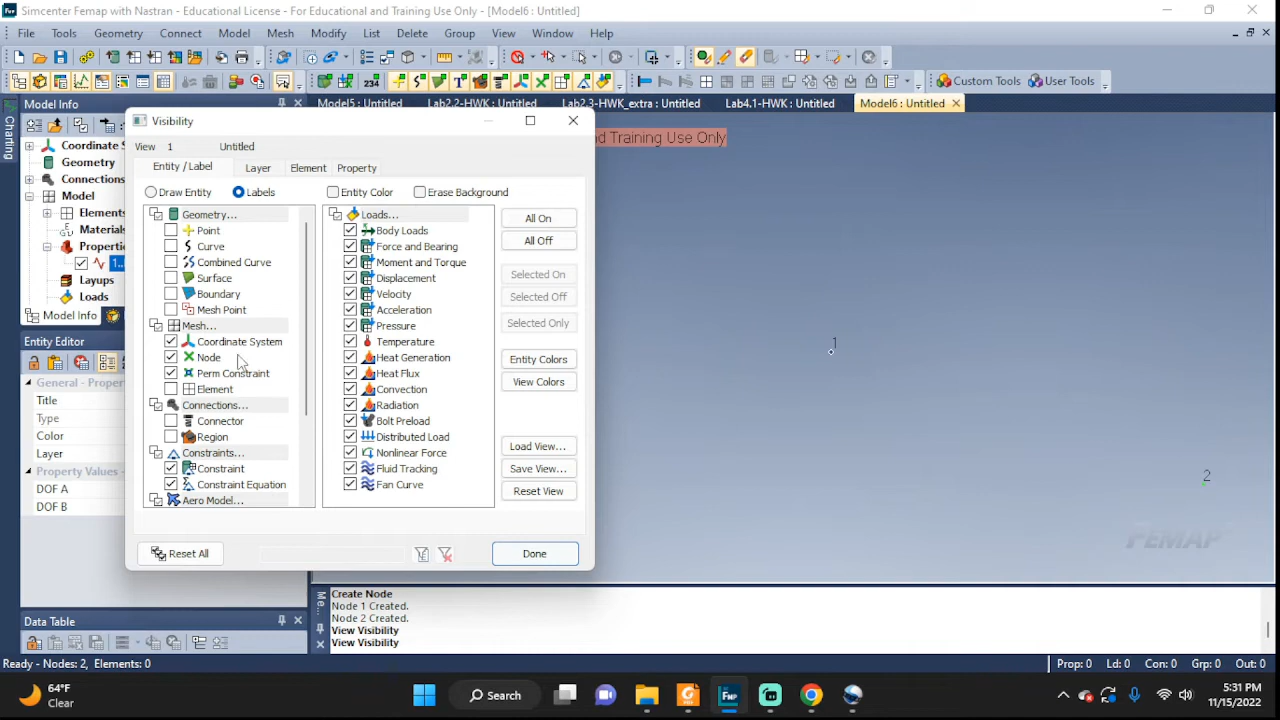 Simcenter Femap with Nastran - Educational License - For Educational and Training Use Only - [Model6 : Untitled]
File Tools Geometry Connect Model Mesh Modify List Delete Group View Window Help
234 Custom Tools User Tools
Model Info
Model5 : Untitled Lab2.2-HWK : Untitled Lab2.3-HWK_extra : Untitled Lab4.1-HWK : Untitled Model6 : Untitled
Charting
Coordinate S
Geometry
Connections
Model
Elements
Materials
Properti
1..
Layups
Loads
Model Info
Entity Editor
General - Propert
Title
Type
Color
Layer
Property Values -
DOF A
DOF B
Data Table
Visibility
View 1 Untitled
Entity / Label Layer Element Property
Draw Entity Labels Entity Color Erase Background
Geometry...
Point
Curve
Combined Curve
Surface
Boundary
Mesh Point
Mesh...
Coordinate System
Node
Perm Constraint
Element
Connections...
Connector
Region
Constraints...
Constraint
Constraint Equation
Aero Model...
Loads...
Body Loads
Force and Bearing
Moment and Torque
Displacement
Velocity
Acceleration
Pressure
Temperature
Heat Generation
Heat Flux
Convection
Radiation
Bolt Preload
Distributed Load
Nonlinear Force
Fluid Tracking
Fan Curve
All On
All Off
Selected On
Selected Off
Selected Only
Entity Colors
View Colors
Load View...
Save View...
Reset View
Reset All
Done
nd Training Use Only
1
2
FEMAP
Me...
Create Node
Node 1 Created.
Node 2 Created.
View Visibility
View Visibility
Ready - Nodes: 2, Elements: 0
Prop: 0 Ld: 0 Con: 0 Grp: 0 Out: 0
64°F
Clear
Search
FMP
5:31 PM
11/15/2022